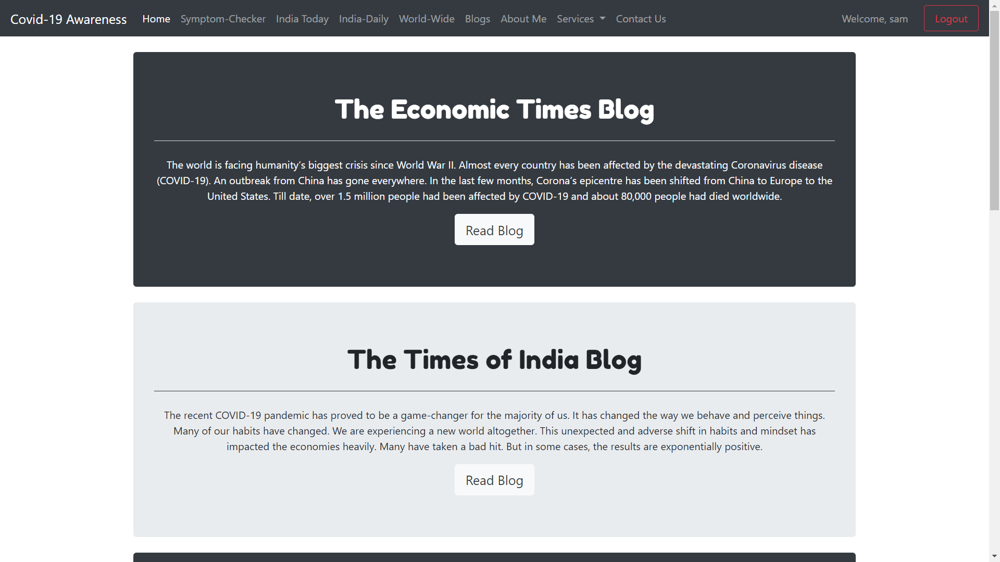 Covid-19 Awareness Home Symptom-Checker India Today India-Daily World-Wide Blogs About Me Services Contact Us Welcome, sam Logout
The Economic Times Blog
The world is facing humanity’s biggest crisis since World War II. Almost every country has been affected by the devastating Coronavirus disease
(COVID-19). An outbreak from China has gone everywhere. In the last few months, Corona’s epicentre has been shifted from China to Europe to the
United States. Till date, over 1.5 million people had been affected by COVID-19 and about 80,000 people had died worldwide.
Read Blog
The Times of India Blog
The recent COVID-19 pandemic has proved to be a game-changer for the majority of us. It has changed the way we behave and perceive things.
Many of our habits have changed. We are experiencing a new world altogether. This unexpected and adverse shift in habits and mindset has
impacted the economies heavily. Many have taken a bad hit. But in some cases, the results are exponentially positive.
Read Blog